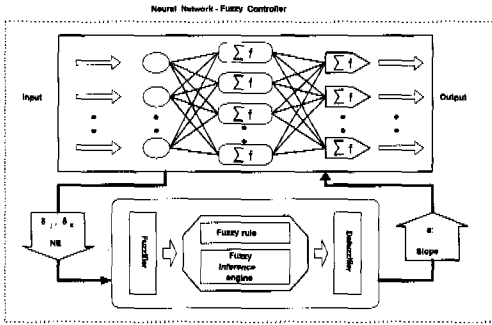 Neural Network - Fuzzy Controller
∑ f
∑ f ∑ f
∑ f ∑ f
Input Output
∑ f
∑ f ∑ f
δ j , δ k
NE
Fuzzifier
Fuzzy rule
Fuzzy
Inference
engine
Defuzzifier
a:
Slope